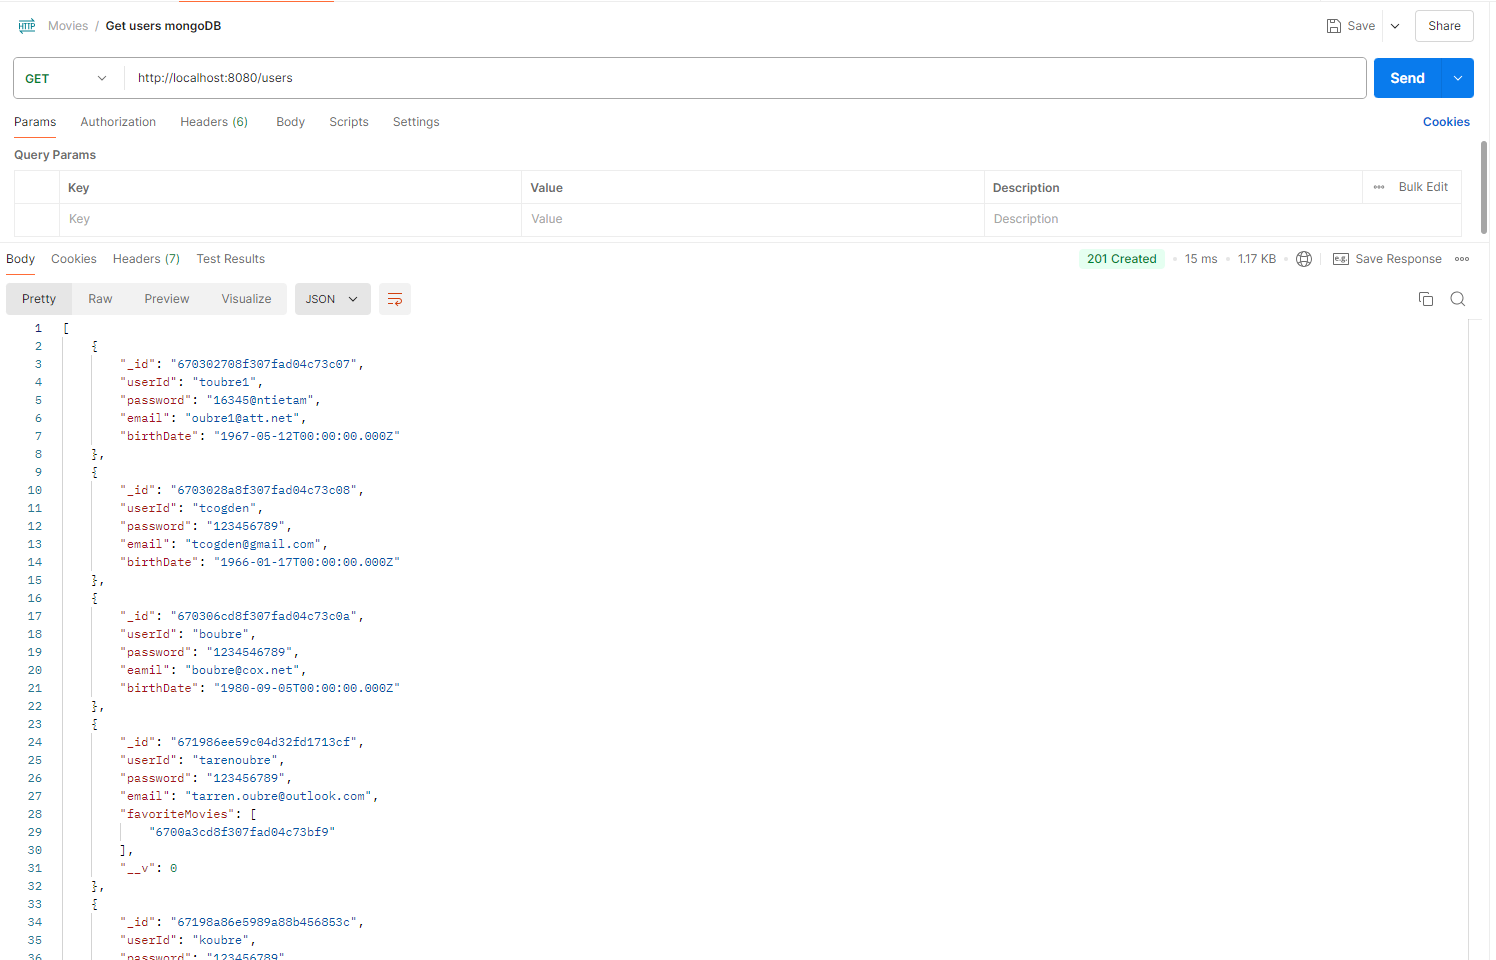 HTTP Movies / Get users mongoDB Save Share
GET http://localhost:8080/users Send
Params Authorization Headers (6) Body Scripts Settings Cookies
Query Params
Key Value Description Bulk Edit
Key Value Description
Body Cookies Headers (7) Test Results 201 Created 15 ms 1.17 KB e.g. Save Response
Pretty Raw Preview Visualize JSON
1 [
2 {
3 "_id": "670302708f307fad04c73c07",
4 "userId": "toubre1",
5 "password": "16345@ntietam",
6 "email": "oubre1@att.net",
7 "birthDate": "1967-05-12T00:00:00.000Z"
8 },
9 {
10 "_id": "6703028a8f307fad04c73c08",
11 "userId": "tcogden",
12 "password": "123456789",
13 "email": "tcogden@gmail.com",
14 "birthDate": "1966-01-17T00:00:00.000Z"
15 },
16 {
17 "_id": "670306cd8f307fad04c73c0a",
18 "userId": "boubre",
19 "password": "1234546789",
20 "eamil": "boubre@cox.net",
21 "birthDate": "1980-09-05T00:00:00.000Z"
22 },
23 {
24 "_id": "671986ee59c04d32fd1713cf",
25 "userId": "tarenoubre",
26 "password": "123456789",
27 "email": "tarren.oubre@outlook.com",
28 "favoriteMovies": [
29 "6700a3cd8f307fad04c73bf9"
30 ],
31 "__v": 0
32 },
33 {
34 "_id": "67198a86e5989a88b456853c",
35 "userId": "koubre",
36 "password": "123456789"